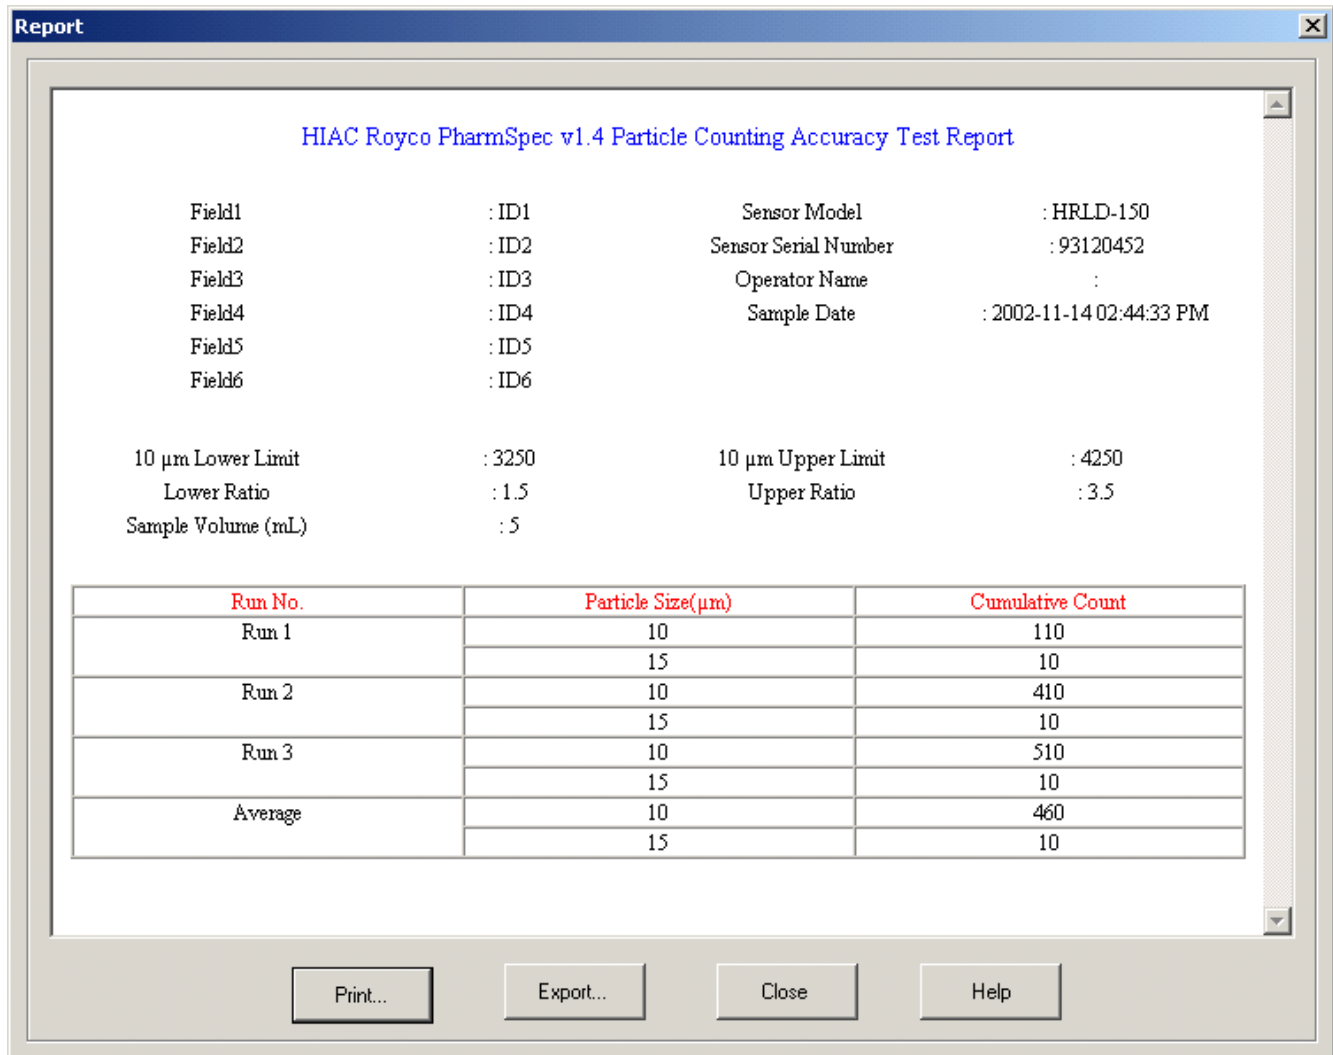 Report
HIAC Royco PharmSpec v1.4 Particle Counting Accuracy Test Report
Field1 : ID1 Sensor Model : HRLD-150
Field2 : ID2 Sensor Serial Number : 93120452
Field3 : ID3 Operator Name :
Field4 : ID4 Sample Date : 2002-11-14 02:44:33 PM
Field5 : ID5
Field6 : ID6
10 µm Lower Limit : 3250 10 µm Upper Limit : 4250
Lower Ratio : 1.5 Upper Ratio : 3.5
Sample Volume (mL) : 5
Run No. Particle Size(µm) Cumulative Count
Run 1 10 110
15 10
Run 2 10 410
15 10
Run 3 10 510
15 10
Average 10 460
15 10
Print... Export... Close Help